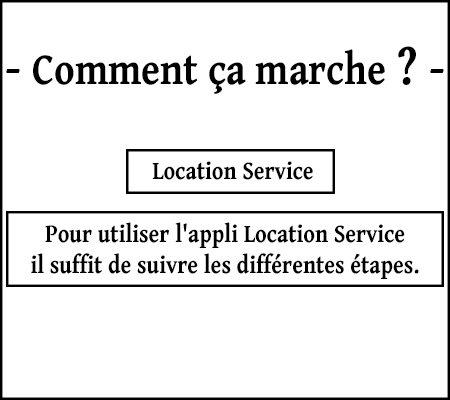 - Comment ça marche ? -
Location Service
Pour utiliser l'appli Location Service
il suffit de suivre les différentes étapes.